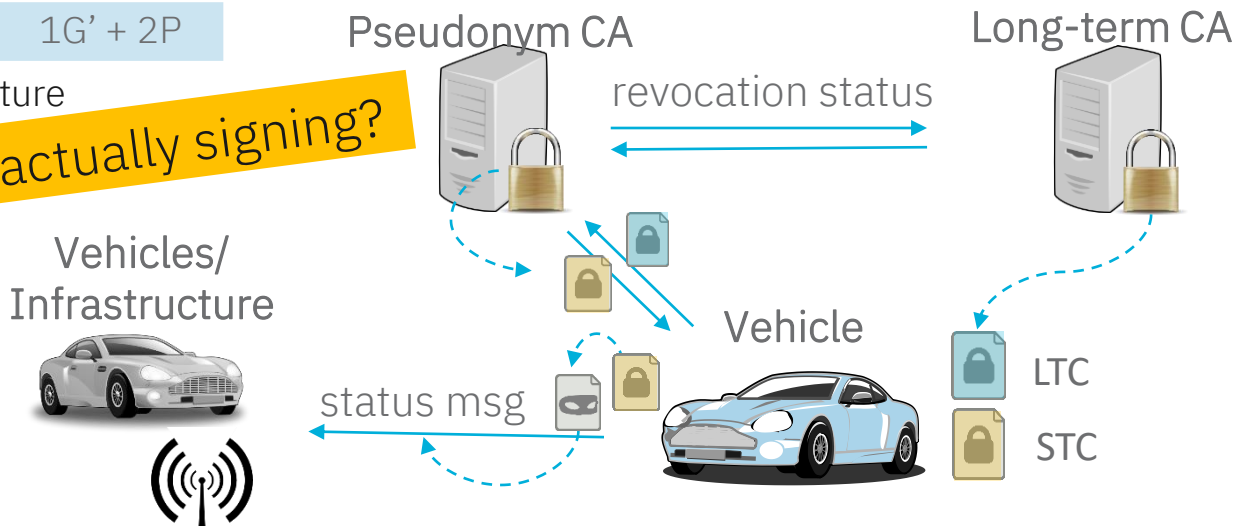 1G’ + 2P
ture
actually signing?
Pseudonym CA
Long-term CA
revocation status
Vehicles/
Infrastructure
Vehicle
status msg
LTC
STC